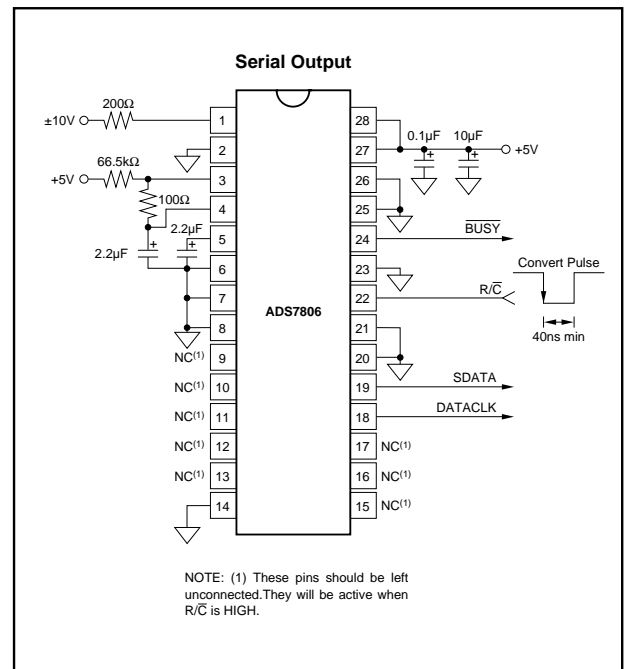 Serial Output
200Ω
±10V
66.5kΩ
+5V
100Ω
2.2µF
2.2µF
1
2
3
4
5
6
7
8
9
10
11
12
13
14
NC(1)
NC(1)
NC(1)
NC(1)
NC(1)
ADS7806
28
27
26
25
24
23
22
21
20
19
18
17
16
15
0.1µF
10µF
+5V
BUSY
Convert Pulse
R/C
40ns min
SDATA
DATACLK
NC(1)
NC(1)
NC(1)
NOTE: (1) These pins should be left
unconnected.They will be active when
R/C is HIGH.